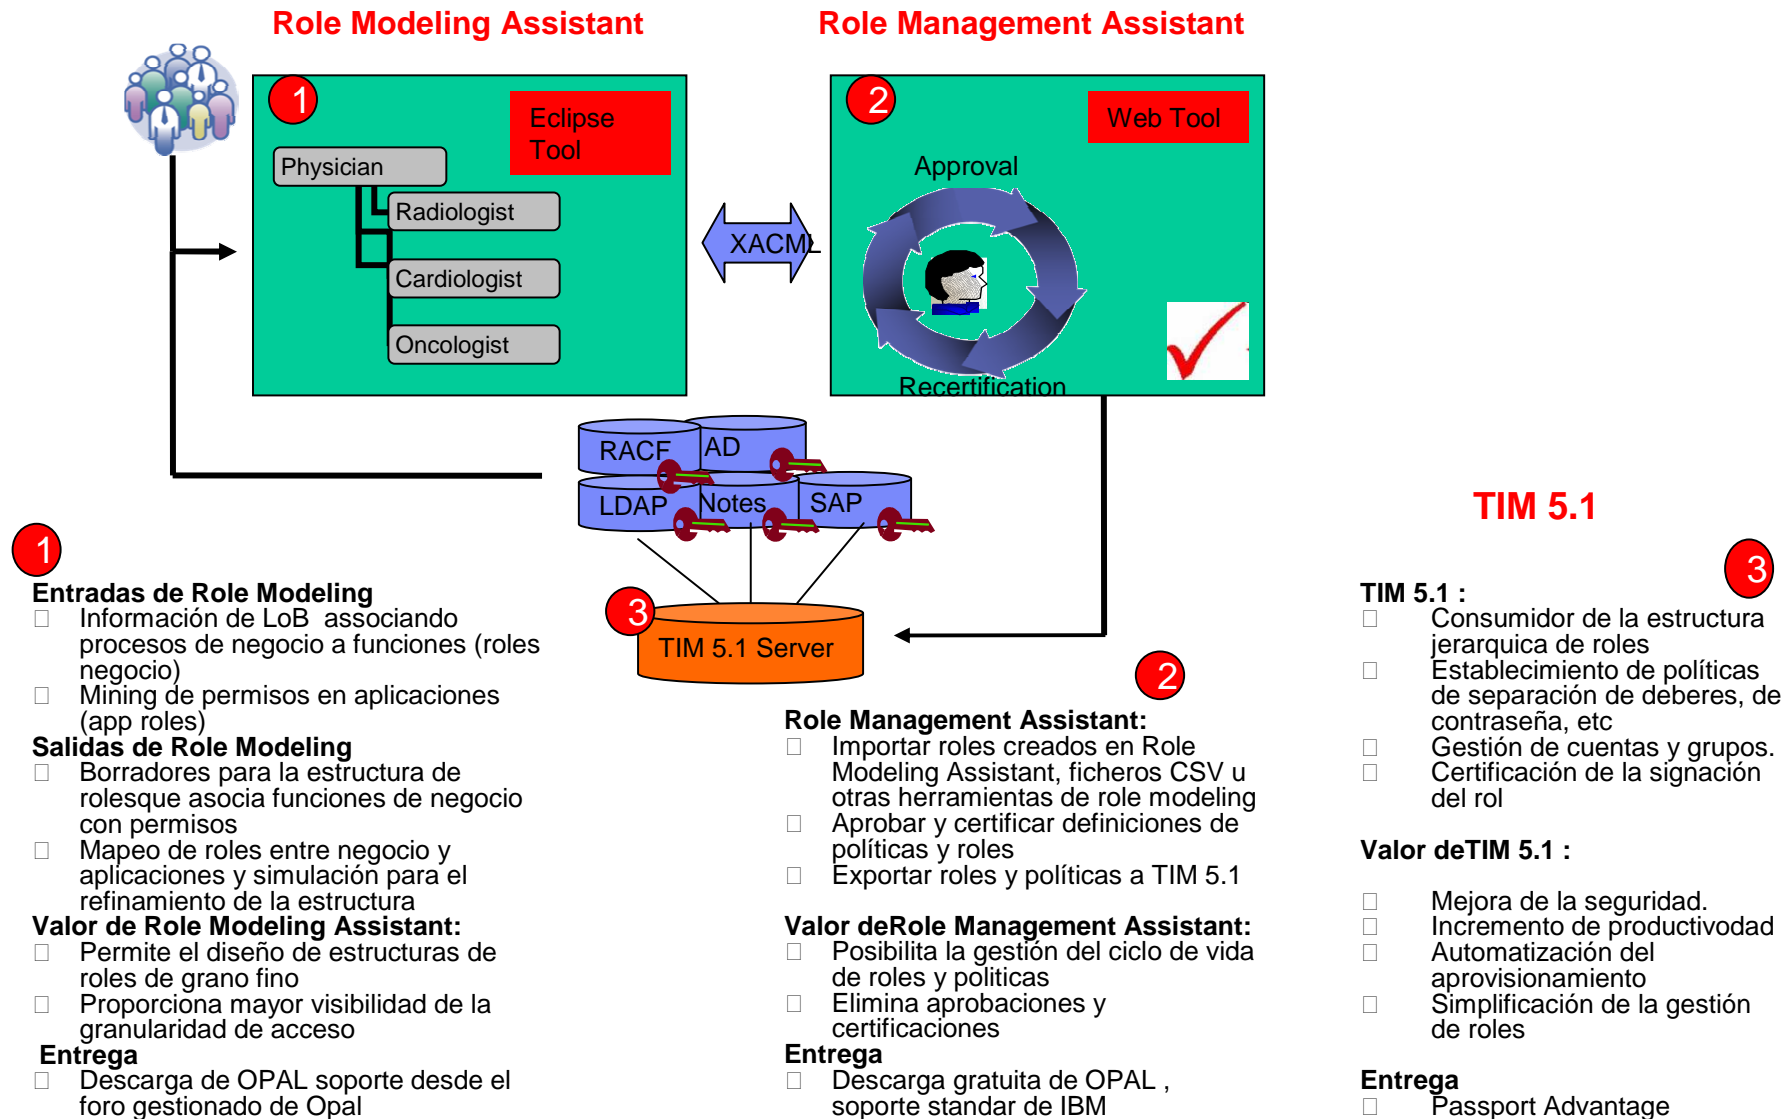 Role Modeling Assistant
Role Management Assistant
1
Eclipse
Tool
Physician
Radiologist
Cardiologist
Oncologist
XACML
2
Web Tool
Approval
Recertification
RACF
AD
LDAP
Notes
SAP
3
TIM 5.1 Server
1
Entradas de Role Modeling
Información de LoB associando
procesos de negocio a funciones (roles
negocio)
Mining de permisos en aplicaciones
(app roles)
Salidas de Role Modeling
Borradores para la estructura de
rolesque asocia funciones de negocio
con permisos
Mapeo de roles entre negocio y
aplicaciones y simulación para el
refinamiento de la estructura
Valor de Role Modeling Assistant:
Permite el diseño de estructuras de
roles de grano fino
Proporciona mayor visibilidad de la
granularidad de acceso
Entrega
Descarga de OPAL soporte desde el
foro gestionado de Opal
2
Role Management Assistant:
Importar roles creados en Role
Modeling Assistant, ficheros CSV u
otras herramientas de role modeling
Aprobar y certificar definiciones de
políticas y roles
Exportar roles y políticas a TIM 5.1
Valor deRole Management Assistant:
Posibilita la gestión del ciclo de vida
de roles y politicas
Elimina aprobaciones y
certificaciones
Entrega
Descarga gratuita de OPAL ,
soporte standar de IBM
TIM 5.1
3
TIM 5.1 :
Consumidor de la estructura
jerarquica de roles
Establecimiento de políticas
de separación de deberes, de
contraseña, etc
Gestión de cuentas y grupos.
Certificación de la signación
del rol
Valor deTIM 5.1 :
Mejora de la seguridad.
Incremento de productivodad
Automatización del
aprovisionamiento
Simplificación de la gestión
de roles
Entrega
Passport Advantage